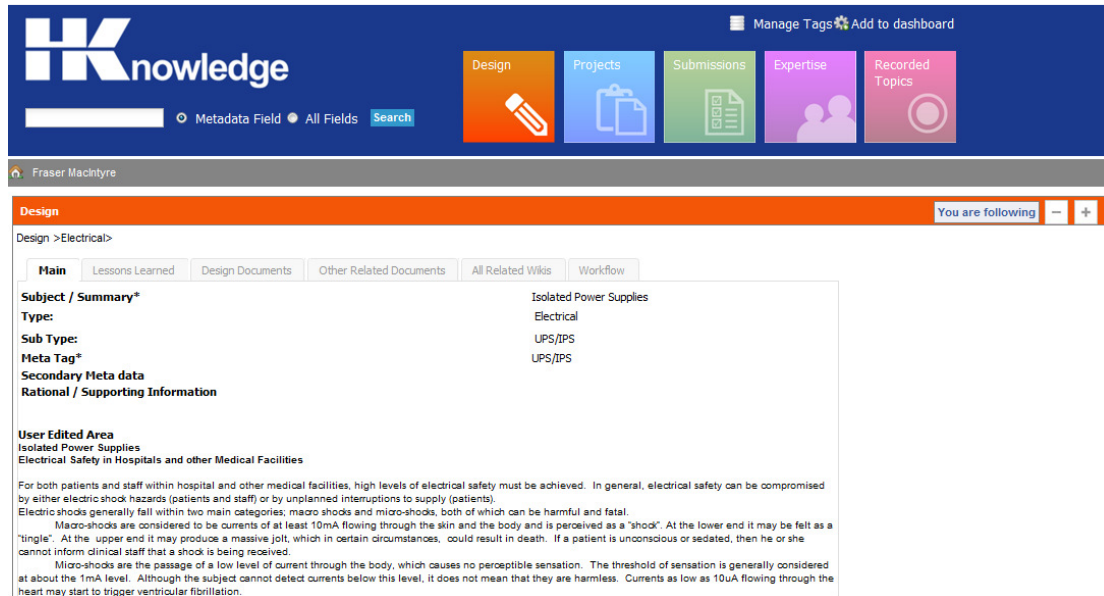 HKnowledge
Manage Tags Add to dashboard
Design
Projects
Submissions
Expertise
Recorded
Topics
Metadata Field All Fields Search
Fraser MacIntyre
Design
You are following - +
Design >Electrical>
Main Lessons Learned Design Documents Other Related Documents All Related Wikis Workflow
Subject / Summary* Isolated Power Supplies
Type: Electrical
Sub Type: UPS/IPS
Meta Tag* UPS/IPS
Secondary Meta data
Rational / Supporting Information
User Edited Area
Isolated Power Supplies
Electrical Safety in Hospitals and other Medical Facilities
For both patients and staff within hospital and other medical facilities, high levels of electrical safety must be achieved. In general, electrical safety can be compromised
by either electric shock hazards (patients and staff) or by unplanned interruptions to supply (patients).
Electric shocks generally fall within two main categories; macro shocks and micro-shocks, both of which can be harmful and fatal.
Macro-shocks are considered to be currents of at least 10mA flowing through the skin and the body and is perceived as a "shock". At the lower end it may be felt as a
"tingle". At the upper end it may produce a massive jolt, which in certain circumstances, could result in death. If a patient is unconscious or sedated, then he or she
cannot inform clinical staff that a shock is being received.
Micro-shocks are the passage of a low level of current through the body, which causes no perceptible sensation. The threshold of sensation is generally considered
at about the 1mA level. Although the subject cannot detect currents below this level, it does not mean that they are harmless. Currents as low as 10uA flowing through the
heart may start to trigger ventricular fibrillation.